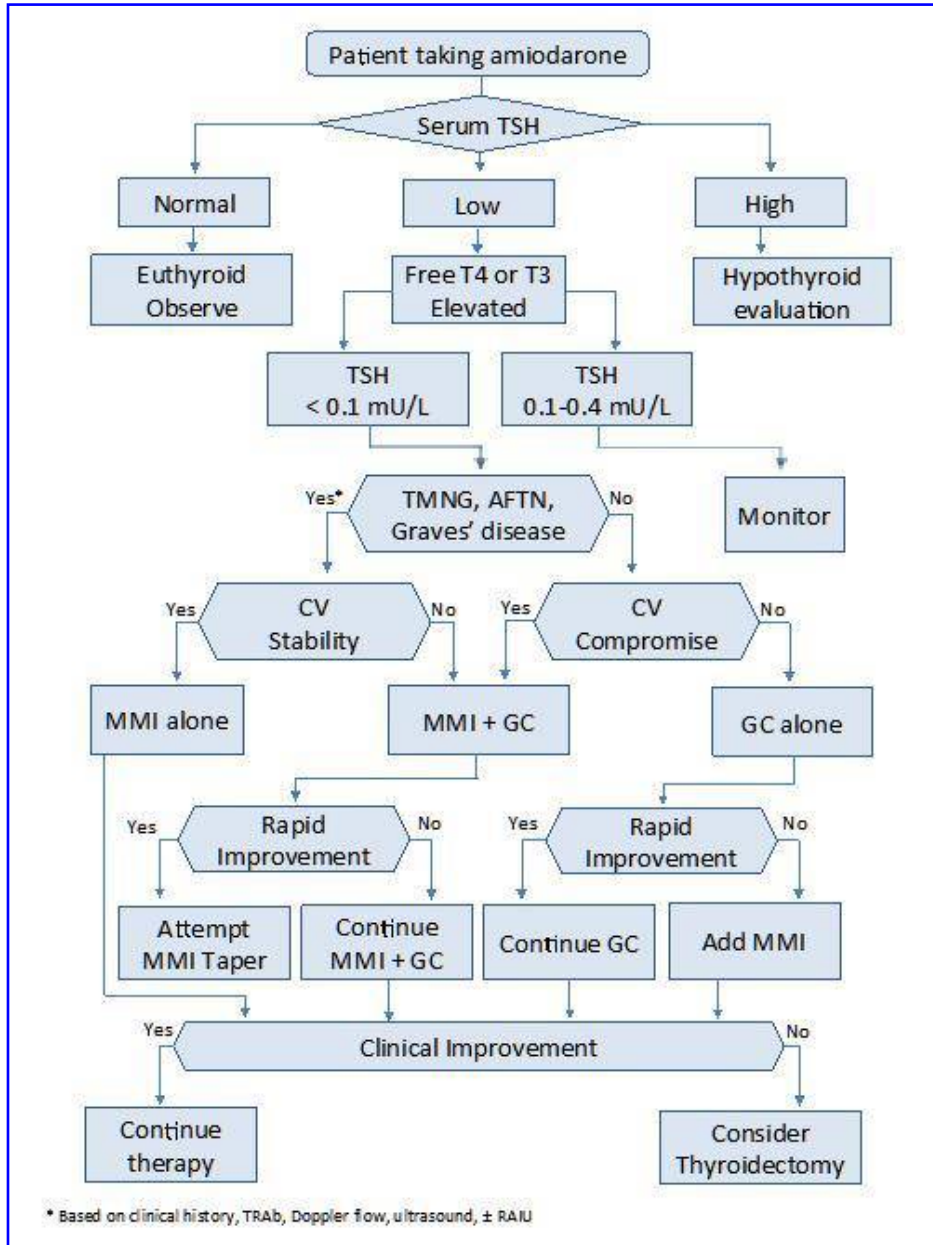 Patient taking amiodarone
Serum TSH
Normal
Low
High
Euthyroid
Observe
Free T4 or T3
Elevated
Hypothyroid
evaluation
TSH
< 0.1 mU/L
TSH
0.1-0.4 mU/L
Yes*
TMNG, AFTN,
Graves' disease
No
Monitor
Yes
CV
Stability
No
Yes
CV
Compromise
No
MMI alone
MMI + GC
GC alone
Yes
Rapid
Improvement
No
Yes
Rapid
Improvement
No
Attempt
MMI Taper
Continue
MMI + GC
Continue GC
Add MMI
Yes
Clinical Improvement
No
Continue
therapy
Consider
Thyroidectomy
* Based on clinical history, TRAb, Doppler flow, ultrasound, ± RAIU